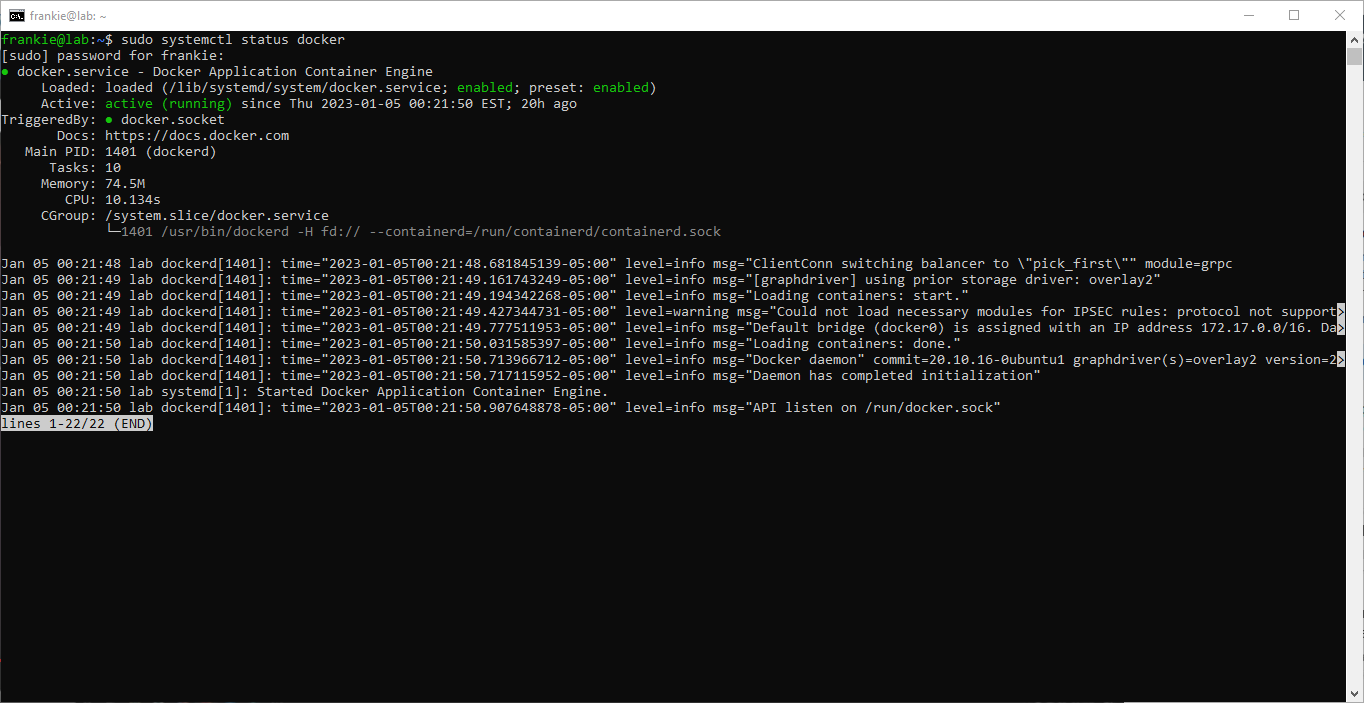 frankie@lab: ~
frankie@lab:~$ sudo systemctl status docker
[sudo] password for frankie:
● docker.service - Docker Application Container Engine
     Loaded: loaded (/lib/systemd/system/docker.service; enabled; preset: enabled)
     Active: active (running) since Thu 2023-01-05 00:21:50 EST; 20h ago
TriggeredBy: ● docker.socket
       Docs: https://docs.docker.com
   Main PID: 1401 (dockerd)
      Tasks: 10
     Memory: 74.5M
        CPU: 10.134s
     CGroup: /system.slice/docker.service
             └─1401 /usr/bin/dockerd -H fd:// --containerd=/run/containerd/containerd.sock
Jan 05 00:21:48 lab dockerd[1401]: time="2023-01-05T00:21:48.681845139-05:00" level=info msg="ClientConn switching balancer to \"pick_first\"" module=grpc
Jan 05 00:21:49 lab dockerd[1401]: time="2023-01-05T00:21:49.161743249-05:00" level=info msg="[graphdriver] using prior storage driver: overlay2"
Jan 05 00:21:49 lab dockerd[1401]: time="2023-01-05T00:21:49.194342268-05:00" level=info msg="Loading containers: start."
Jan 05 00:21:49 lab dockerd[1401]: time="2023-01-05T00:21:49.427344731-05:00" level=warning msg="Could not load necessary modules for IPSEC rules: protocol not support>
Jan 05 00:21:49 lab dockerd[1401]: time="2023-01-05T00:21:49.777511953-05:00" level=info msg="Default bridge (docker0) is assigned with an IP address 172.17.0.0/16. Da>
Jan 05 00:21:50 lab dockerd[1401]: time="2023-01-05T00:21:50.031585397-05:00" level=info msg="Loading containers: done."
Jan 05 00:21:50 lab dockerd[1401]: time="2023-01-05T00:21:50.713966712-05:00" level=info msg="Docker daemon" commit=20.10.16-0ubuntu1 graphdriver(s)=overlay2 version=2>
Jan 05 00:21:50 lab dockerd[1401]: time="2023-01-05T00:21:50.717115952-05:00" level=info msg="Daemon has completed initialization"
Jan 05 00:21:50 lab systemd[1]: Started Docker Application Container Engine.
Jan 05 00:21:50 lab dockerd[1401]: time="2023-01-05T00:21:50.907648878-05:00" level=info msg="API listen on /run/docker.sock"
lines 1-22/22 (END)